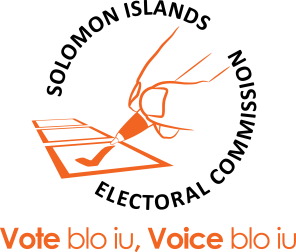 SOLOMON ISLANDS
ELECTORAL COMMISSION
Vote blo iu, Voice blo iu